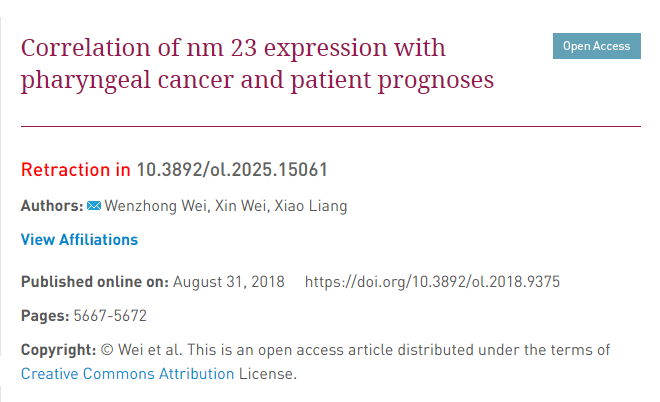 Correlation of nm 23 expression with
pharyngeal cancer and patient prognoses
Open Access
Retraction in 10.3892/ol.2025.15061
Authors: Wenzhong Wei, Xin Wei, Xiao Liang
View Affiliations
Published online on: August 31, 2018 https://doi.org/10.3892/ol.2018.9375
Pages: 5667-5672
Copyright: © Wei et al. This is an open access article distributed under the terms of
Creative Commons Attribution License.